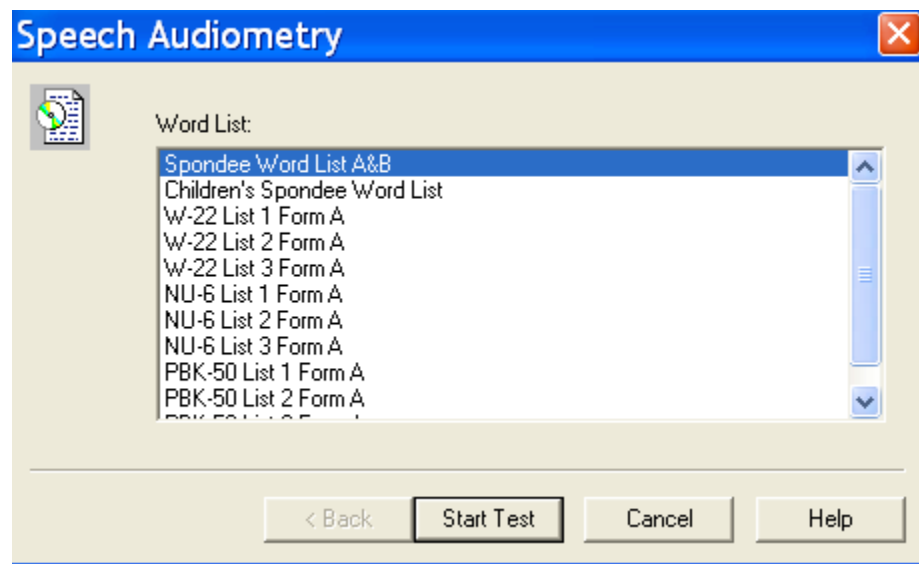 Speech Audiometry
Word List:
Spondee Word List A&B
Children's Spondee Word List
W-22 List 1 Form A
W-22 List 2 Form A
W-22 List 3 Form A
NU-6 List 1 Form A
NU-6 List 2 Form A
NU-6 List 3 Form A
PBK-50 List 1 Form A
PBK-50 List 2 Form A
< Back Start Test Cancel Help